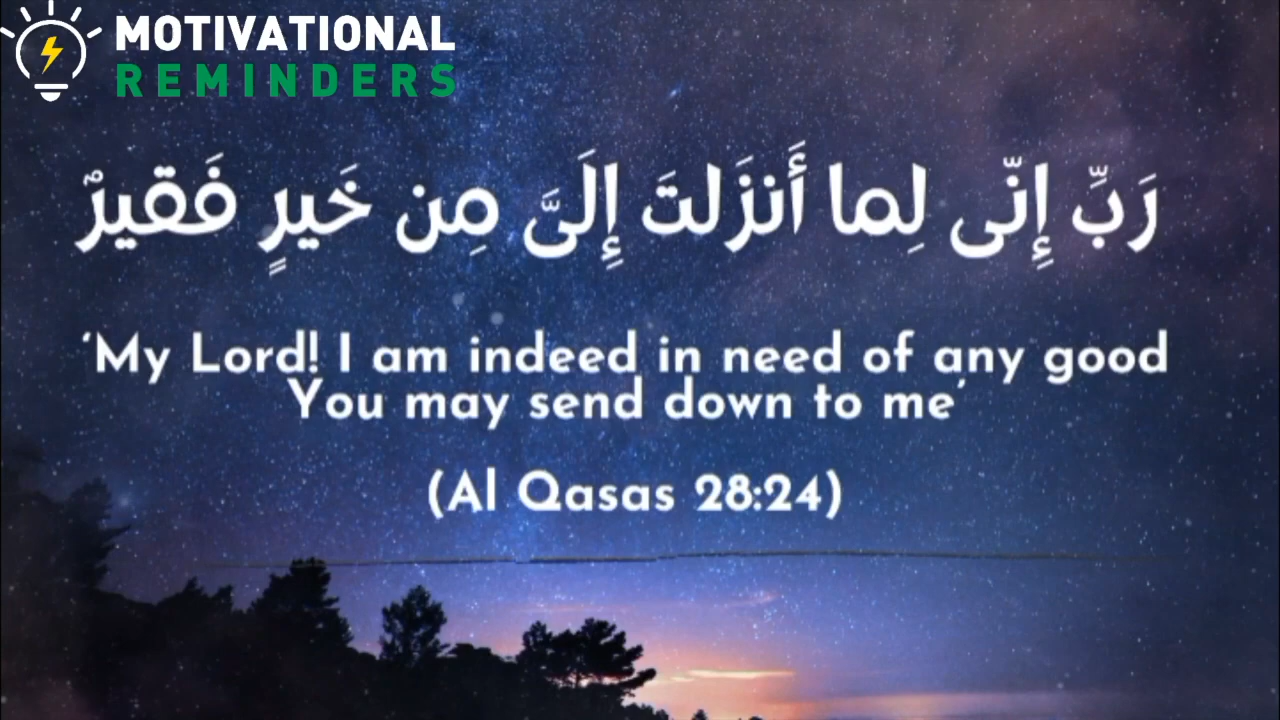 MOTIVATIONAL
REMINDERS
رَبِّ إِنّى لِما أَنزَلتَ إِلَىَّ مِن خَيرٍ فَقيرٌ
‘My Lord! I am indeed in need of any good
You may send down to me’
(Al Qasas 28:24)